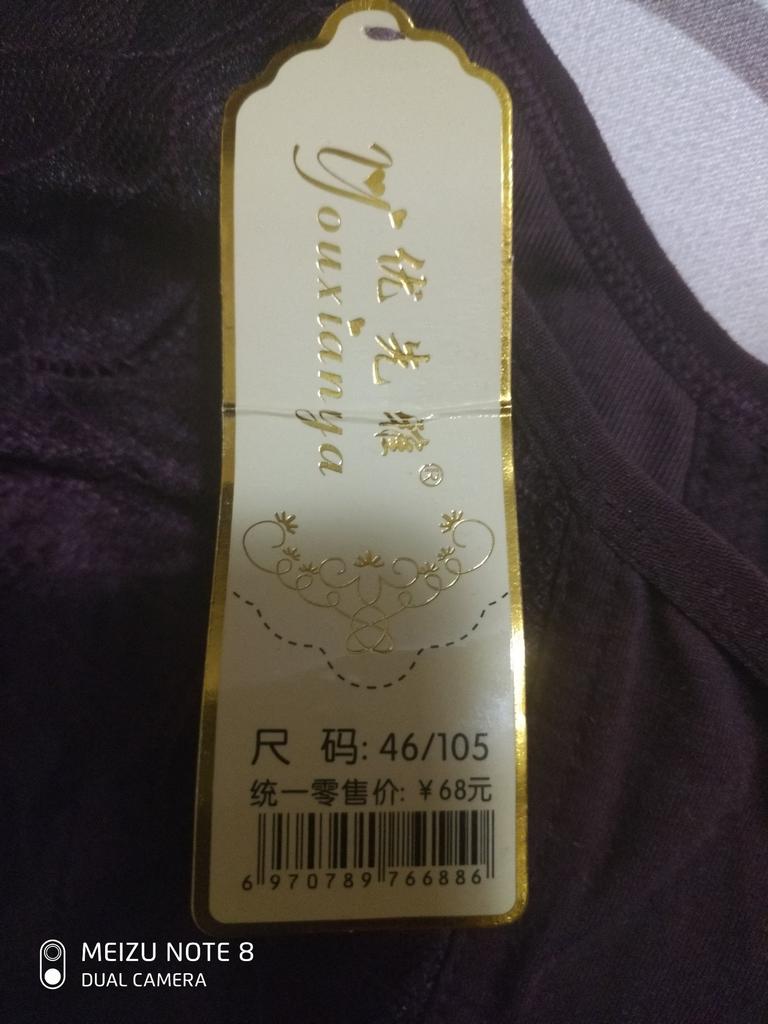 优先雅®
Youxianya
尺 码: 46/105
统一零售价: ¥68元
6 970789 766886
MEIZU NOTE 8
DUAL CAMERA